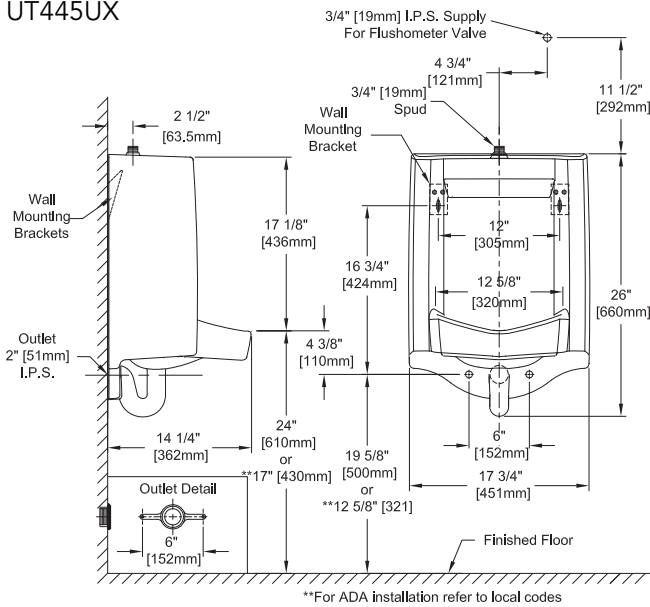 UT445UX
3/4" [19mm] I.P.S. Supply
For Flushometer Valve
4 3/4"
[121mm]
11 1/2"
[292mm]
2 1/2"
[63.5mm]
3/4" [19mm]
Spud
Wall
Mounting
Bracket
Wall
Mounting
Brackets
17 1/8"
[436mm]
12"
[305mm]
16 3/4"
[424mm]
12 5/8"
[320mm]
26"
[660mm]
Outlet
2" [51mm]
I.P.S.
4 3/8"
[110mm]
14 1/4"
[362mm]
24"
[610mm]
or
**17" [430mm]
19 5/8"
[500mm]
or
**12 5/8" [321]
6"
[152mm]
17 3/4"
[451mm]
Outlet Detail
6"
[152mm]
Finished Floor
**For ADA installation refer to local codes